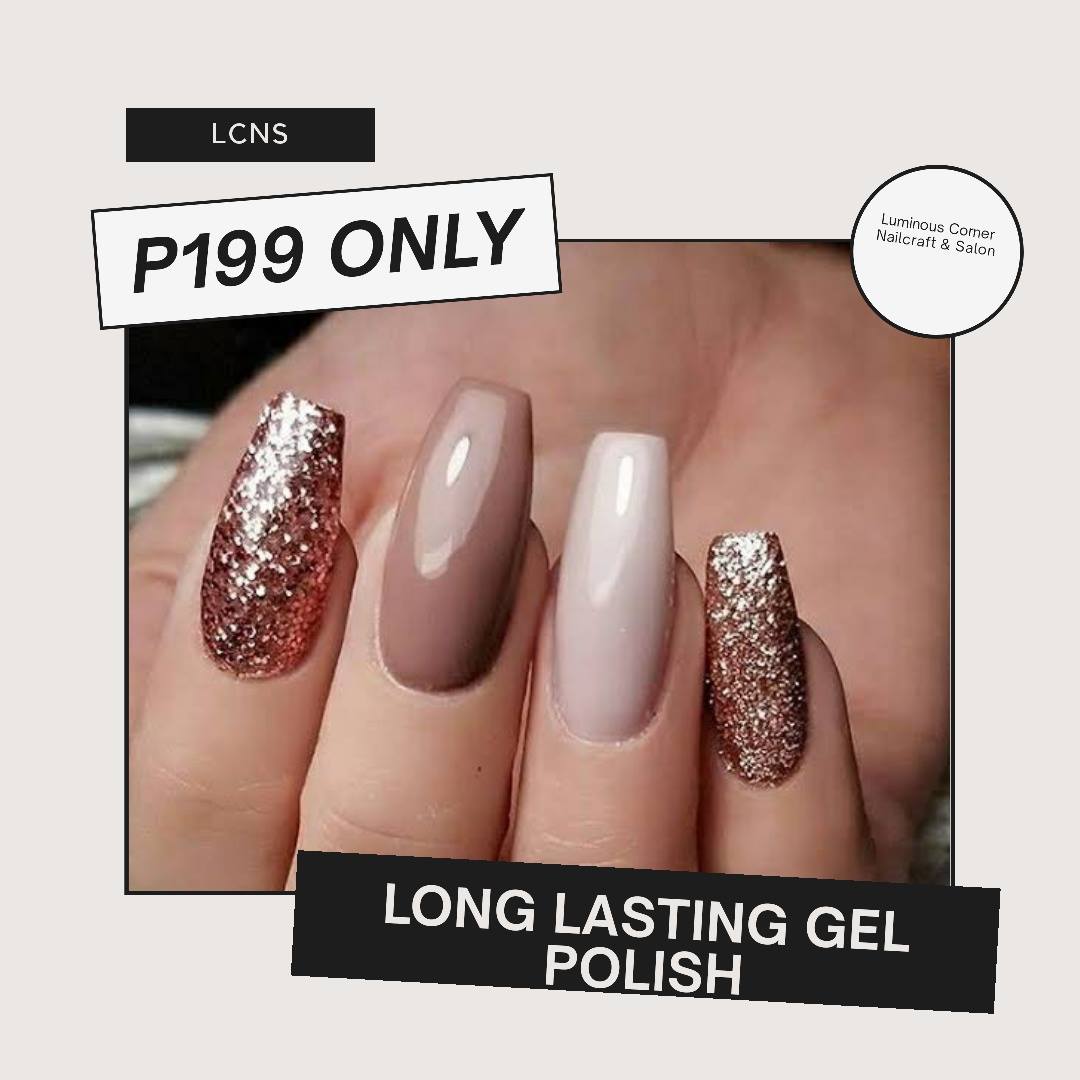 LCNS
P199 ONLY
Luminous Corner
Nailcraft & Salon
LONG LASTING GEL
POLISH